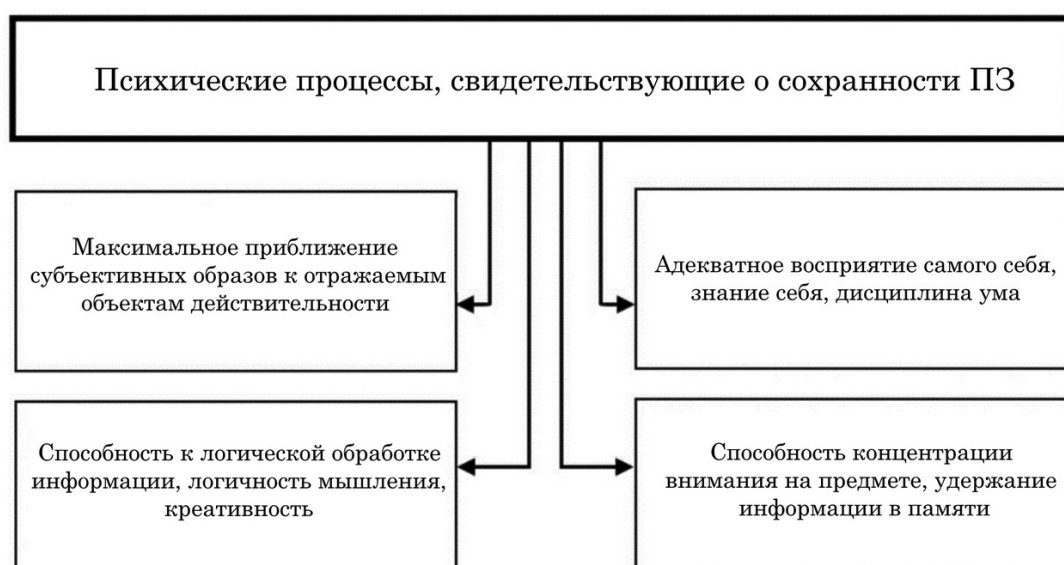 Психические процессы, свидетельствующие о сохранности ПЗ
Максимальное приближение
субъективных образов к отражаемым
объектам действительности
Адекватное восприятие самого себя,
знание себя, дисциплина ума
Способность к логической обработке
информации, логичность мышления,
креативность
Способность концентрации
внимания на предмете, удержание
информации в памяти